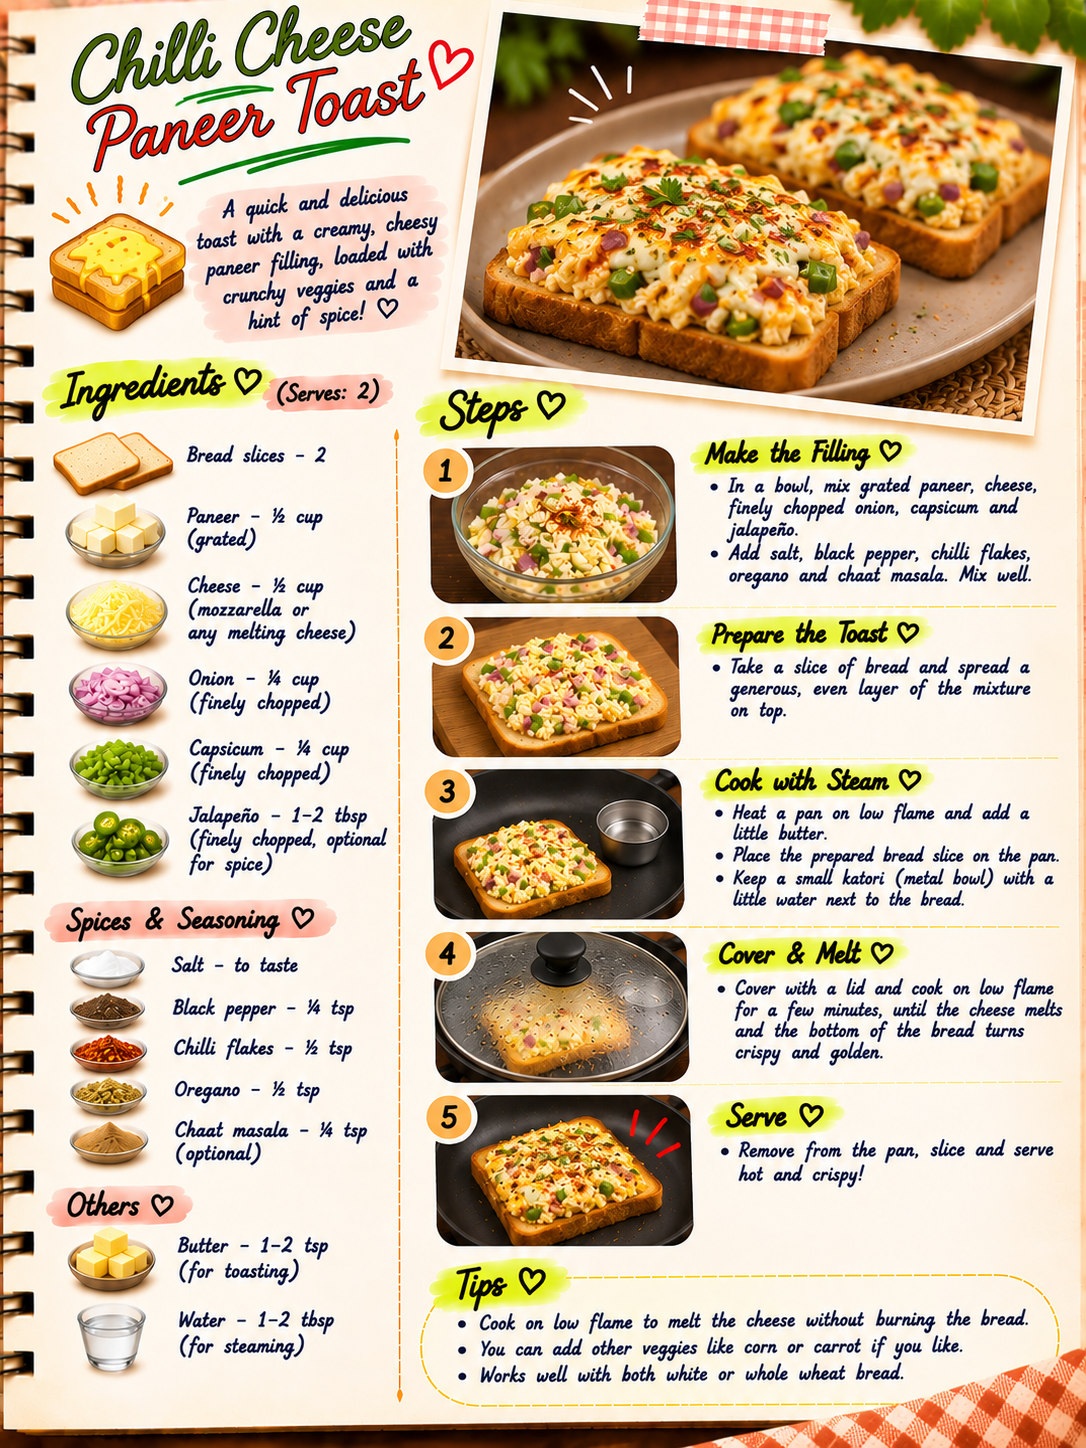 Chilli Cheese
Paneer Toast
A quick and delicious
toast with a creamy, cheesy
paneer filling, loaded with
crunchy veggies and a
hint of spice!
Ingredients
(Serves: 2)
Bread slices – 2
Paneer – ½ cup
(grated)
Cheese – ½ cup
(mozzarella or
any melting cheese)
Onion – ¼ cup
(finely chopped)
Capsicum – ¼ cup
(finely chopped)
Jalapeño – 1–2 tbsp
(finely chopped, optional
for spice)
Spices & Seasoning
Salt – to taste
Black pepper – ¼ tsp
Chilli flakes – ½ tsp
Oregano – ½ tsp
Chaat masala – ¼ tsp
(optional)
Others
Butter – 1–2 tsp
(for toasting)
Water – 1–2 tbsp
(for steaming)
Steps
1
Make the Filling
• In a bowl, mix grated paneer, cheese,
finely chopped onion, capsicum and
jalapeño.
• Add salt, black pepper, chilli flakes,
oregano and chaat masala. Mix well.
2
Prepare the Toast
• Take a slice of bread and spread a
generous, even layer of the mixture
on top.
3
Cook with Steam
• Heat a pan on low flame and add a
little butter.
• Place the prepared bread slice on the pan.
• Keep a small katori (metal bowl) with a
little water next to the bread.
4
Cover & Melt
• Cover with a lid and cook on low flame
for a few minutes, until the cheese melts
and the bottom of the bread turns
crispy and golden.
5
Serve
• Remove from the pan, slice and serve
hot and crispy!
Tips
• Cook on low flame to melt the cheese without burning the bread.
• You can add other veggies like corn or carrot if you like.
• Works well with both white or whole wheat bread.